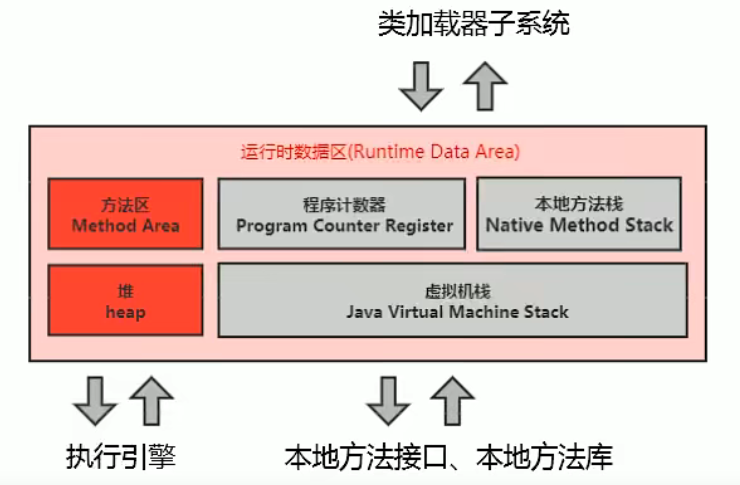 类加载器子系统
运行时数据区(Runtime Data Area)
方法区
Method Area
程序计数器
Program Counter Register
本地方法栈
Native Method Stack
堆
heap
虚拟机栈
Java Virtual Machine Stack
执行引擎
本地方法接口、本地方法库